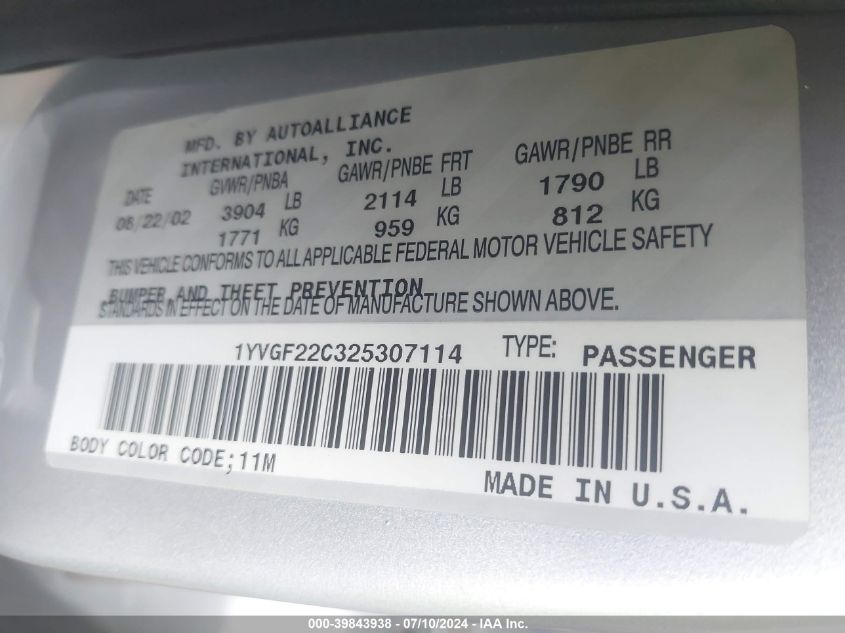 MFD. BY AUTOALLIANCE
INTERNATIONAL, INC.
DATE GVWR/PNBA GAWR/PNBE FRT GAWR/PNBE RR
06/22/02 3904 LB 2114 LB 1790 LB
1771 KG 959 KG 812 KG
THIS VEHICLE CONFORMS TO ALL APPLICABLE FEDERAL MOTOR VEHICLE SAFETY
BUMPER,AND THEFT PREVENTION
STANDARDS IN EFFECT ON THE DATE OF MANUFACTURE SHOWN ABOVE.
1YVGF22C325307114 TYPE: PASSENGER
BODY COLOR CODE;11M
MADE IN U.S.A.
000-39843938 - 07/10/2024 - IAA Inc.